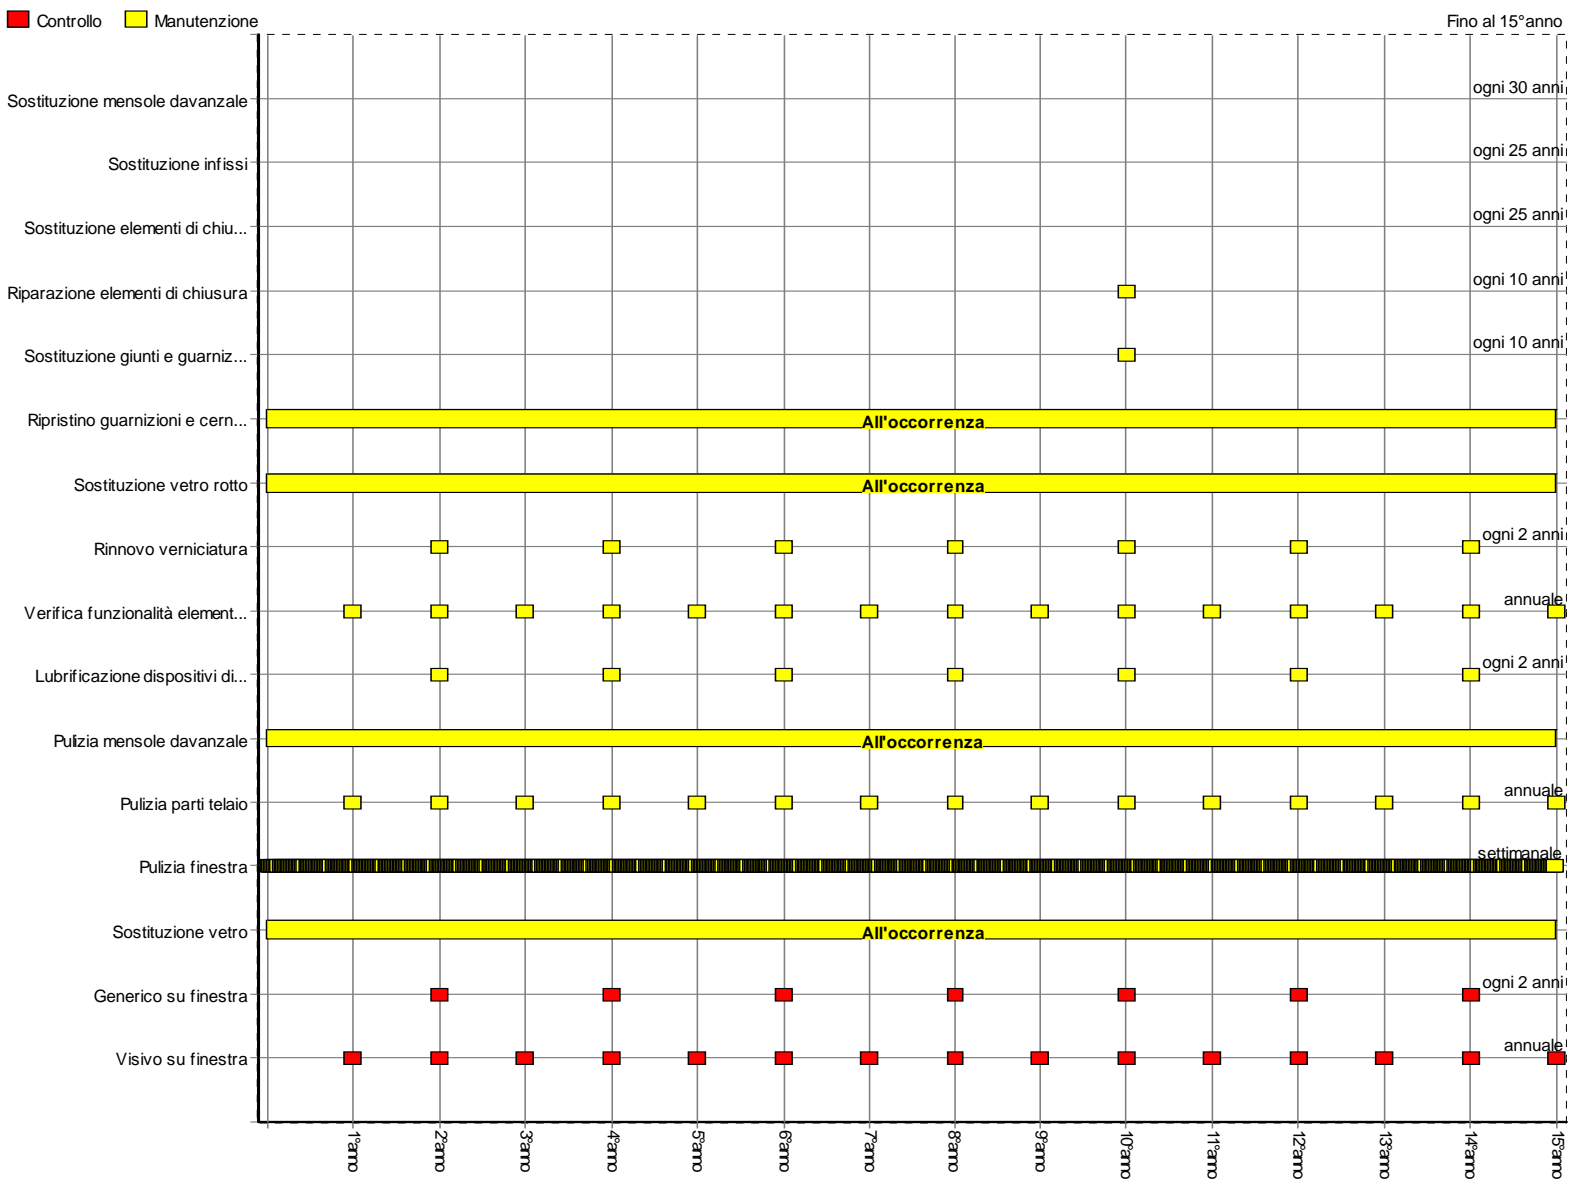 Controllo Manutenzione Fino al 15°anno
Sostituzione mensole davanzale ogni 30 anni
Sostituzione infissi ogni 25 anni
Sostituzione elementi di chiu... ogni 25 anni
Riparazione elementi di chiusura ogni 10 anni
Sostituzione giunti e guarniz... ogni 10 anni
Ripristino guarnizioni e cern... All'occorrenza
Sostituzione vetro rotto All'occorrenza
Rinnovo verniciatura ogni 2 anni
Verifica funzionalità element... annuale
Lubrificazione dispositivi di... ogni 2 anni
Pulizia mensole davanzale All'occorrenza
Pulizia parti telaio annuale
Pulizia finestra settimanale
Sostituzione vetro All'occorrenza
Generico su finestra ogni 2 anni
Visivo su finestra annuale
1°anno 2°anno 3°anno 4°anno 5°anno 6°anno 7°anno 8°anno 9°anno 10°anno 11°anno 12°anno 13°anno 14°anno 15°anno